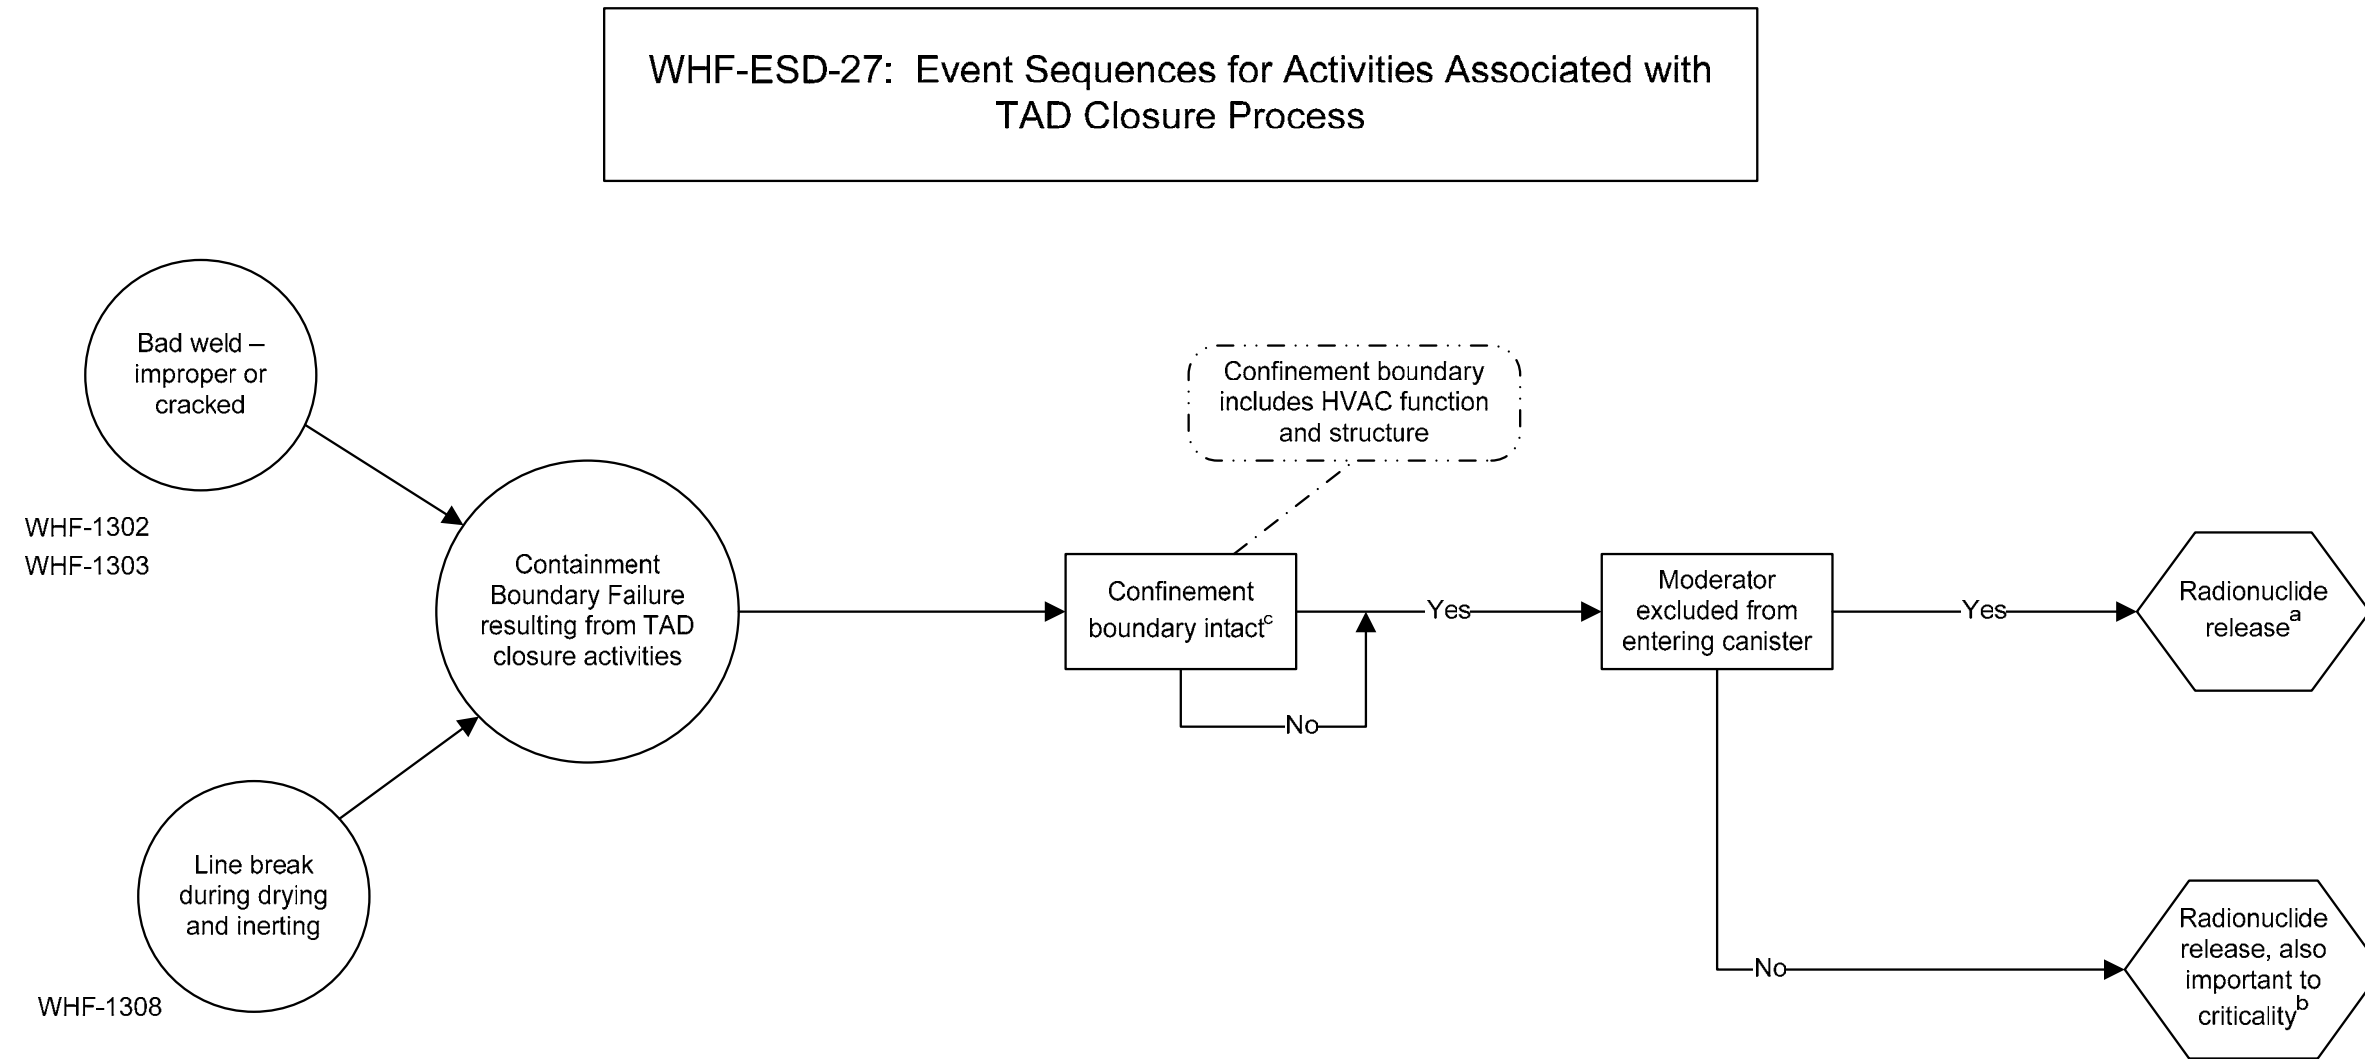 WHF-ESD-27: Event Sequences for Activities Associated with
TAD Closure Process
Bad weld –
improper or
cracked
WHF-1302
WHF-1303
Containment
Boundary Failure
resulting from TAD
closure activities
Line break
during drying
and inerting
WHF-1308
Confinement boundary
includes HVAC function
and structure
Confinement
boundary intactᶜ
Yes
No
Moderator
excluded from
entering canister
Yes
No
Radionuclide
releaseᵃ
Radionuclide
release, also
important to
criticalityᵇ